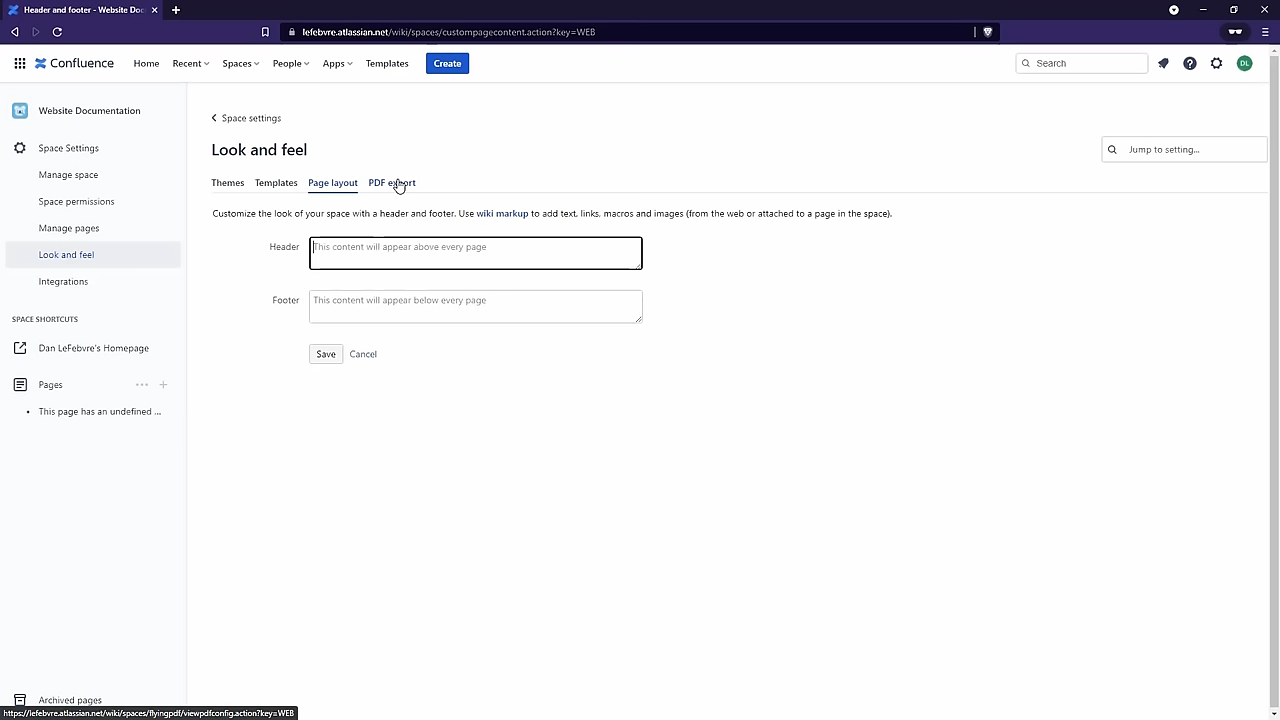 Header and footer - Website Doc
lefebvre.atlassian.net/wiki/spaces/custompagecontent.action?key=WEB
Confluence
Home
Recent
Spaces
People
Apps
Templates
Create
Search
DL
Website Documentation
Space Settings
Manage space
Space permissions
Manage pages
Look and feel
Integrations
SPACE SHORTCUTS
Dan LeFebvre's Homepage
Pages
This page has an undefined ...
Archived pages
Space settings
Look and feel
Jump to setting...
Themes
Templates
Page layout
PDF export
Customize the look of your space with a header and footer. Use wiki markup to add text, links, macros and images (from the web or attached to a page in the space).
Header
This content will appear above every page
Footer
This content will appear below every page
Save
Cancel
https://lefebvre.atlassian.net/wiki/spaces/flyingpdf/viewpdfconfig.action?key=WEB